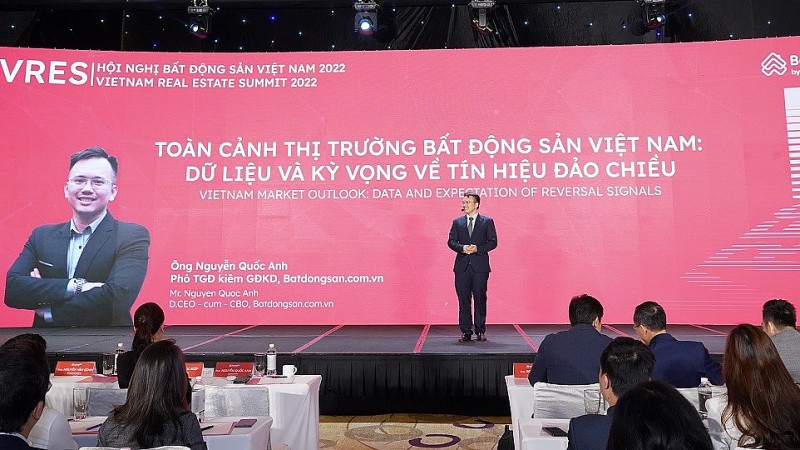 VRES
HỘI NGHỊ BẤT ĐỘNG SẢN VIỆT NAM 2022
VIETNAM REAL ESTATE SUMMIT 2022
TOÀN CẢNH THỊ TRƯỜNG BẤT ĐỘNG SẢN VIỆT NAM:
DỮ LIỆU VÀ KỲ VỌNG VỀ TÍN HIỆU ĐẢO CHIỀU
VIETNAM MARKET OUTLOOK: DATA AND EXPECTATION OF REVERSAL SIGNALS
Ông Nguyễn Quốc Anh
Phó TGĐ kiêm GĐKD, Batdongsan.com.vn
Mr. Nguyen Quoc Anh
D.CEO - cum - CBO, Batdongsan.com.vn
NGUYỄN QUỐC ANH